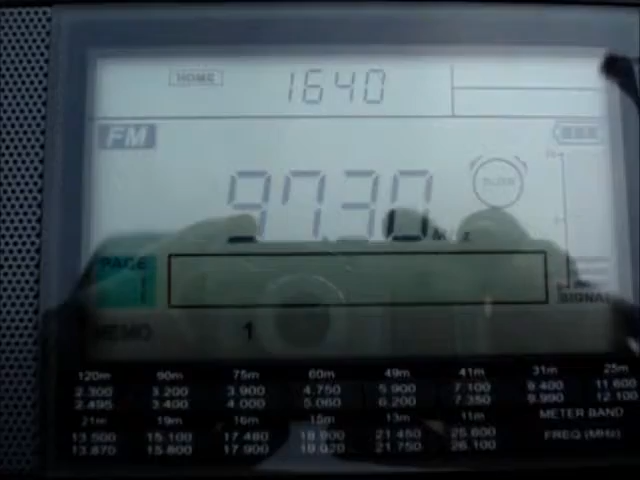 HOME 1640
FM
97.30 MHz
PAGE 1
SIGNAL
MEMO 1
120m 90m 75m 60m 49m 41m 31m 25m
2.300 3.200 3.900 4.750 5.900 7.100 9.400 11.600
2.495 3.400 4.000 5.060 6.200 7.350 9.990 12.100
21m 19m 16m 15m 13m 11m METER BAND
13.500 15.100 17.480 18.900 21.450 25.600 FREQ (MHz)
13.870 15.800 17.900 19.020 21.750 26.100